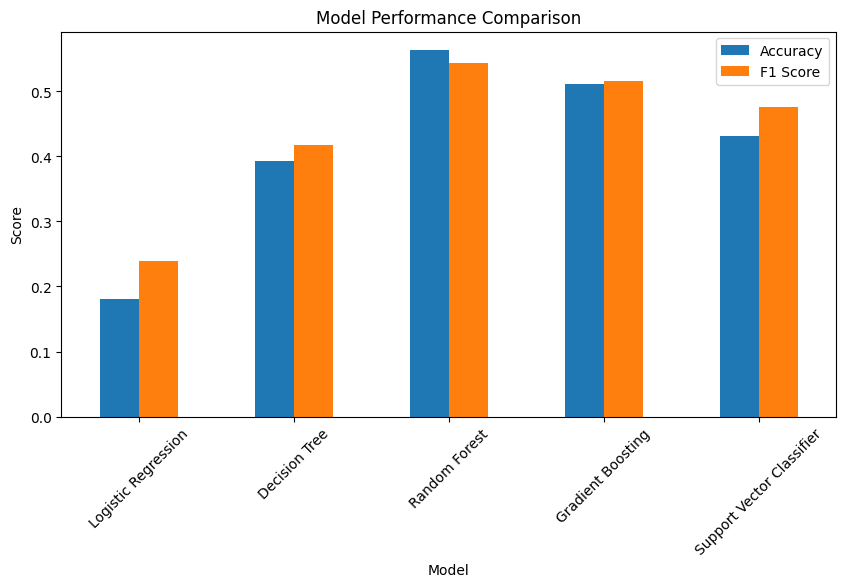 Model Performance Comparison
Accuracy
F1 Score
Score
0.5
0.4
0.3
0.2
0.1
0.0
Logistic Regression
Decision Tree
Random Forest
Gradient Boosting
Support Vector Classifier
Model